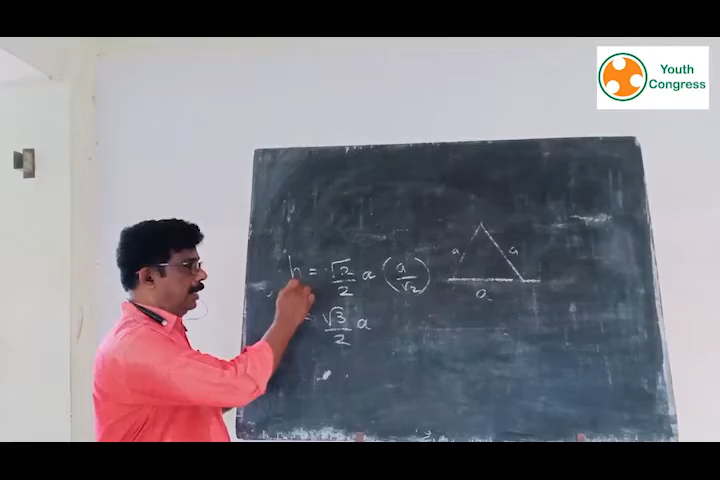 Youth
Congress
h = √2/2 a (a/√2)
= √3/2 a
a
a
a